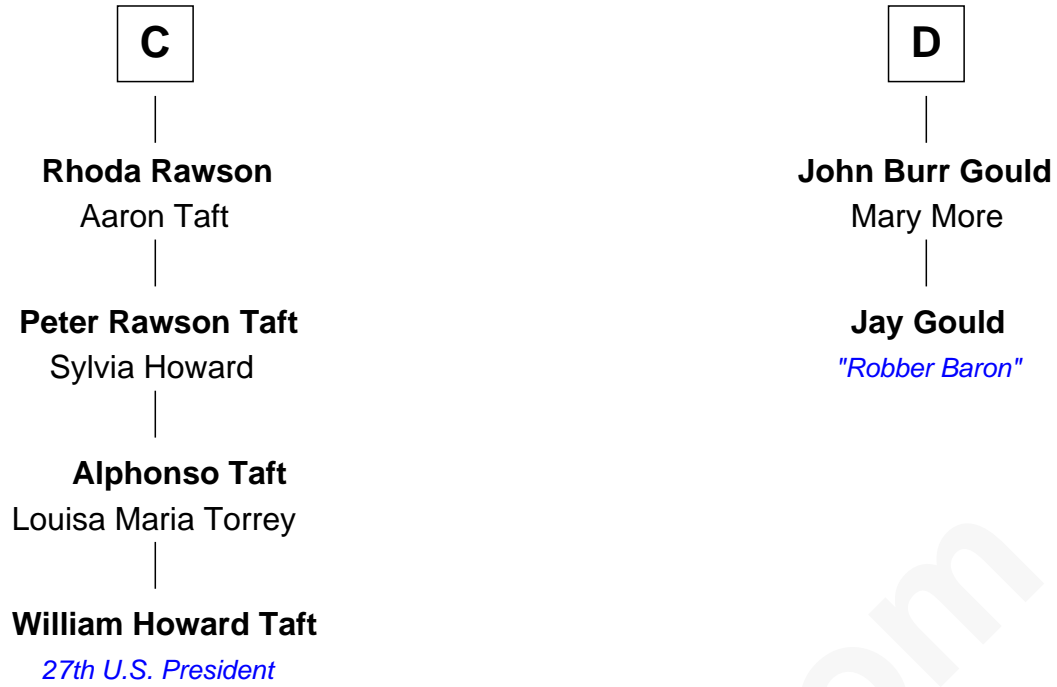 C
Rhoda Rawson
Aaron Taft
Peter Rawson Taft
Sylvia Howard
Alphonso Taft
Louisa Maria Torrey
William Howard Taft
27th U.S. President
D
John Burr Gould
Mary More
Jay Gould
"Robber Baron"
om